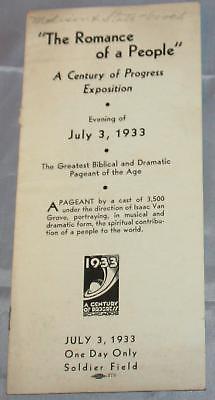 "The Romance
of a People"
A Century of Progress
Exposition
Evening of
July 3, 1933
The Greatest Biblical and Dramatic
Pageant of the Age
A PAGEANT by a cast of 3,500
under the direction of Isaac Van
Grove, portraying, in musical and
dramatic form, the spiritual contribu-
tion of a people to the world.
1933
A CENTURY
OF PROGRESS
JULY 3, 1933
One Day Only
Soldier Field